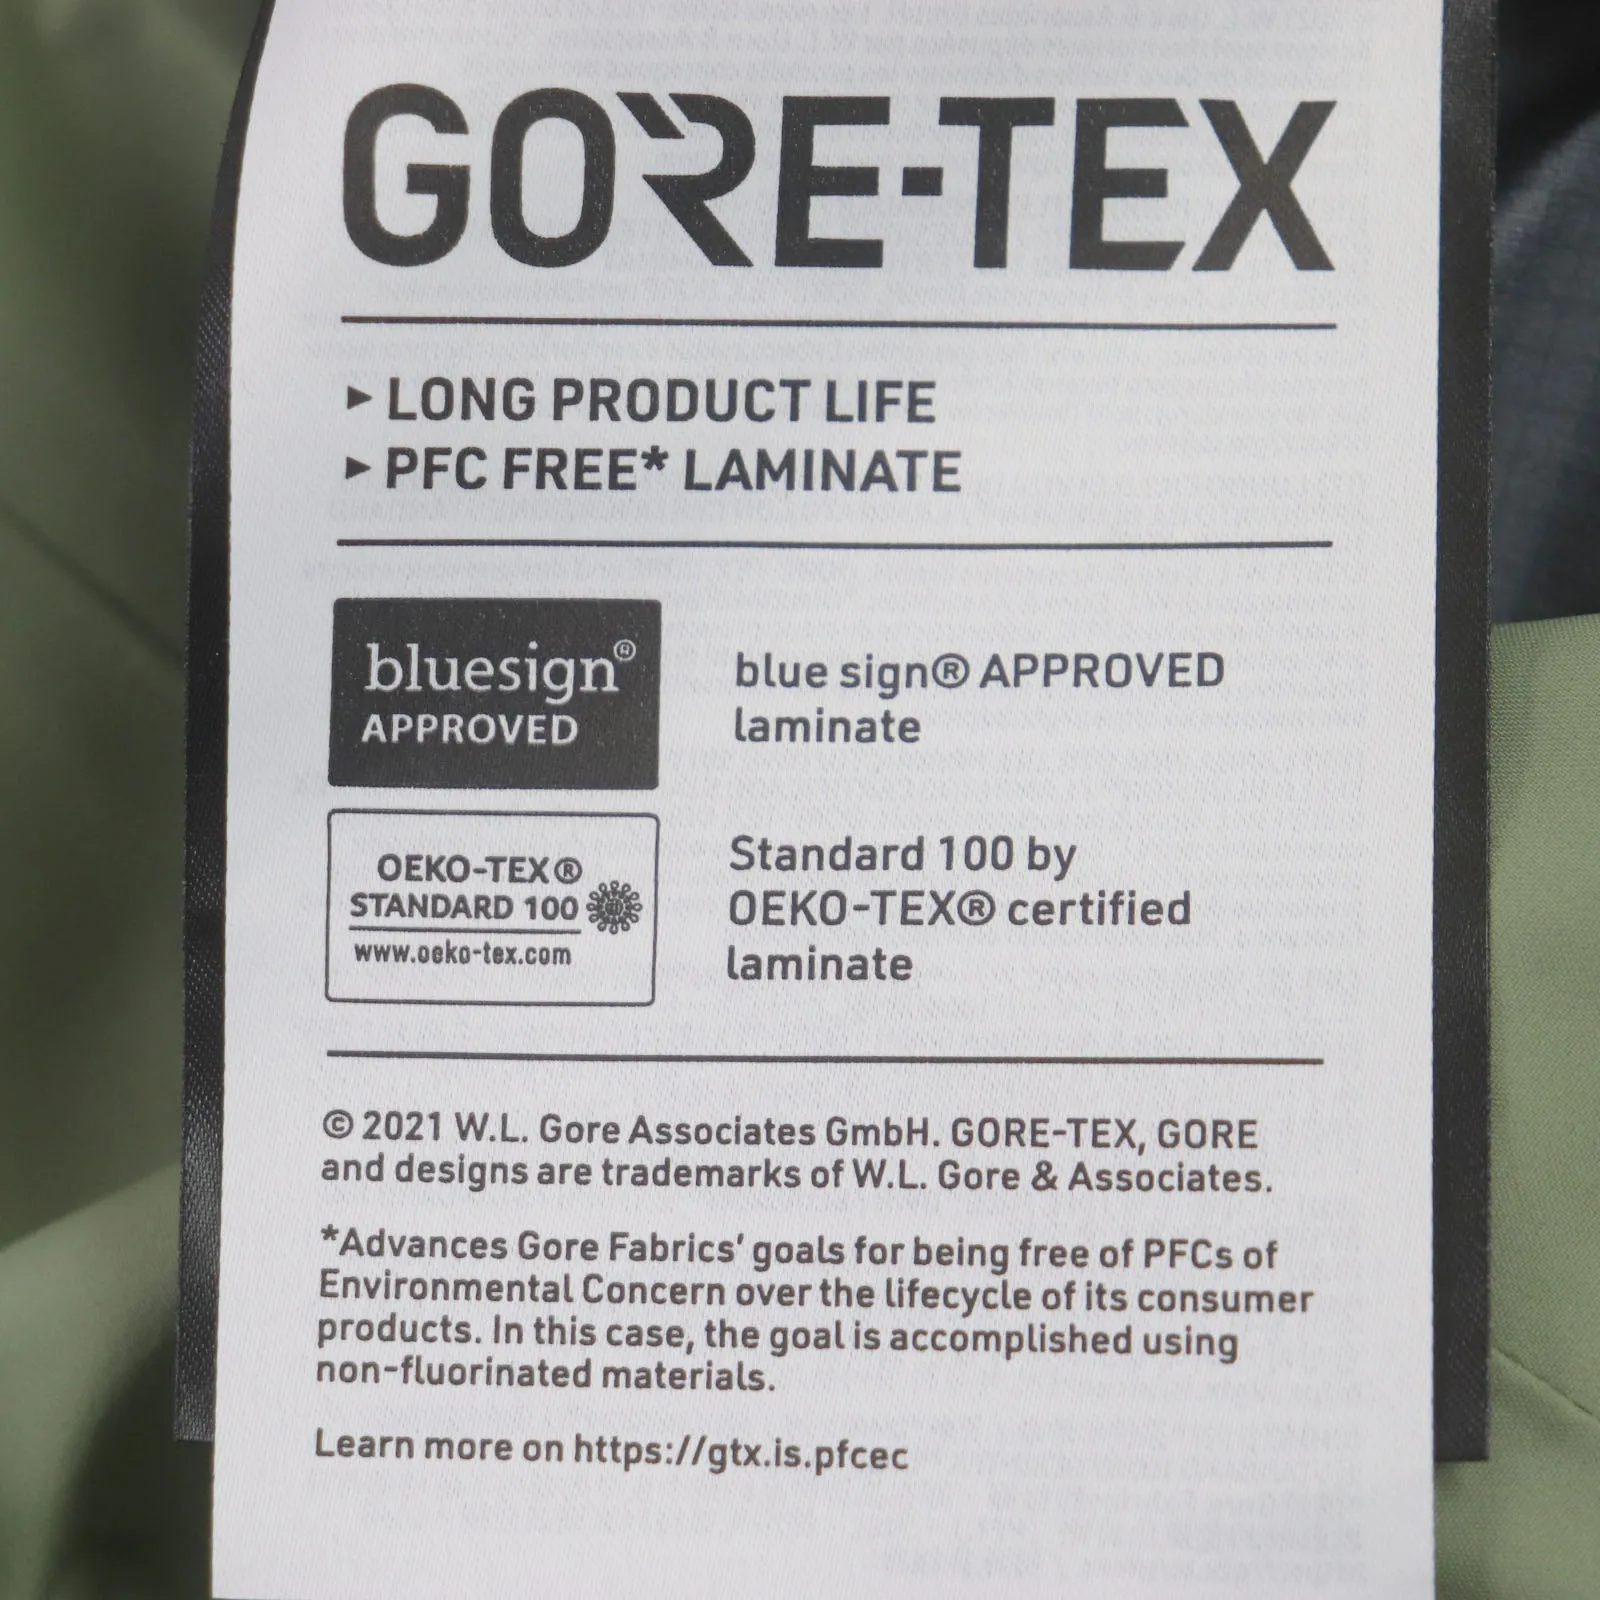 GORE-TEX
▸ LONG PRODUCT LIFE
▸ PFC FREE* LAMINATE
bluesign®
APPROVED
blue sign® APPROVED
laminate
OEKO-TEX®
STANDARD 100
www.oeko-tex.com
Standard 100 by
OEKO-TEX® certified
laminate
© 2021 W.L. Gore Associates GmbH. GORE-TEX, GORE
and designs are trademarks of W.L. Gore & Associates.
*Advances Gore Fabrics’ goals for being free of PFCs of
Environmental Concern over the lifecycle of its consumer
products. In this case, the goal is accomplished using
non-fluorinated materials.
Learn more on https://gtx.is.pfcec